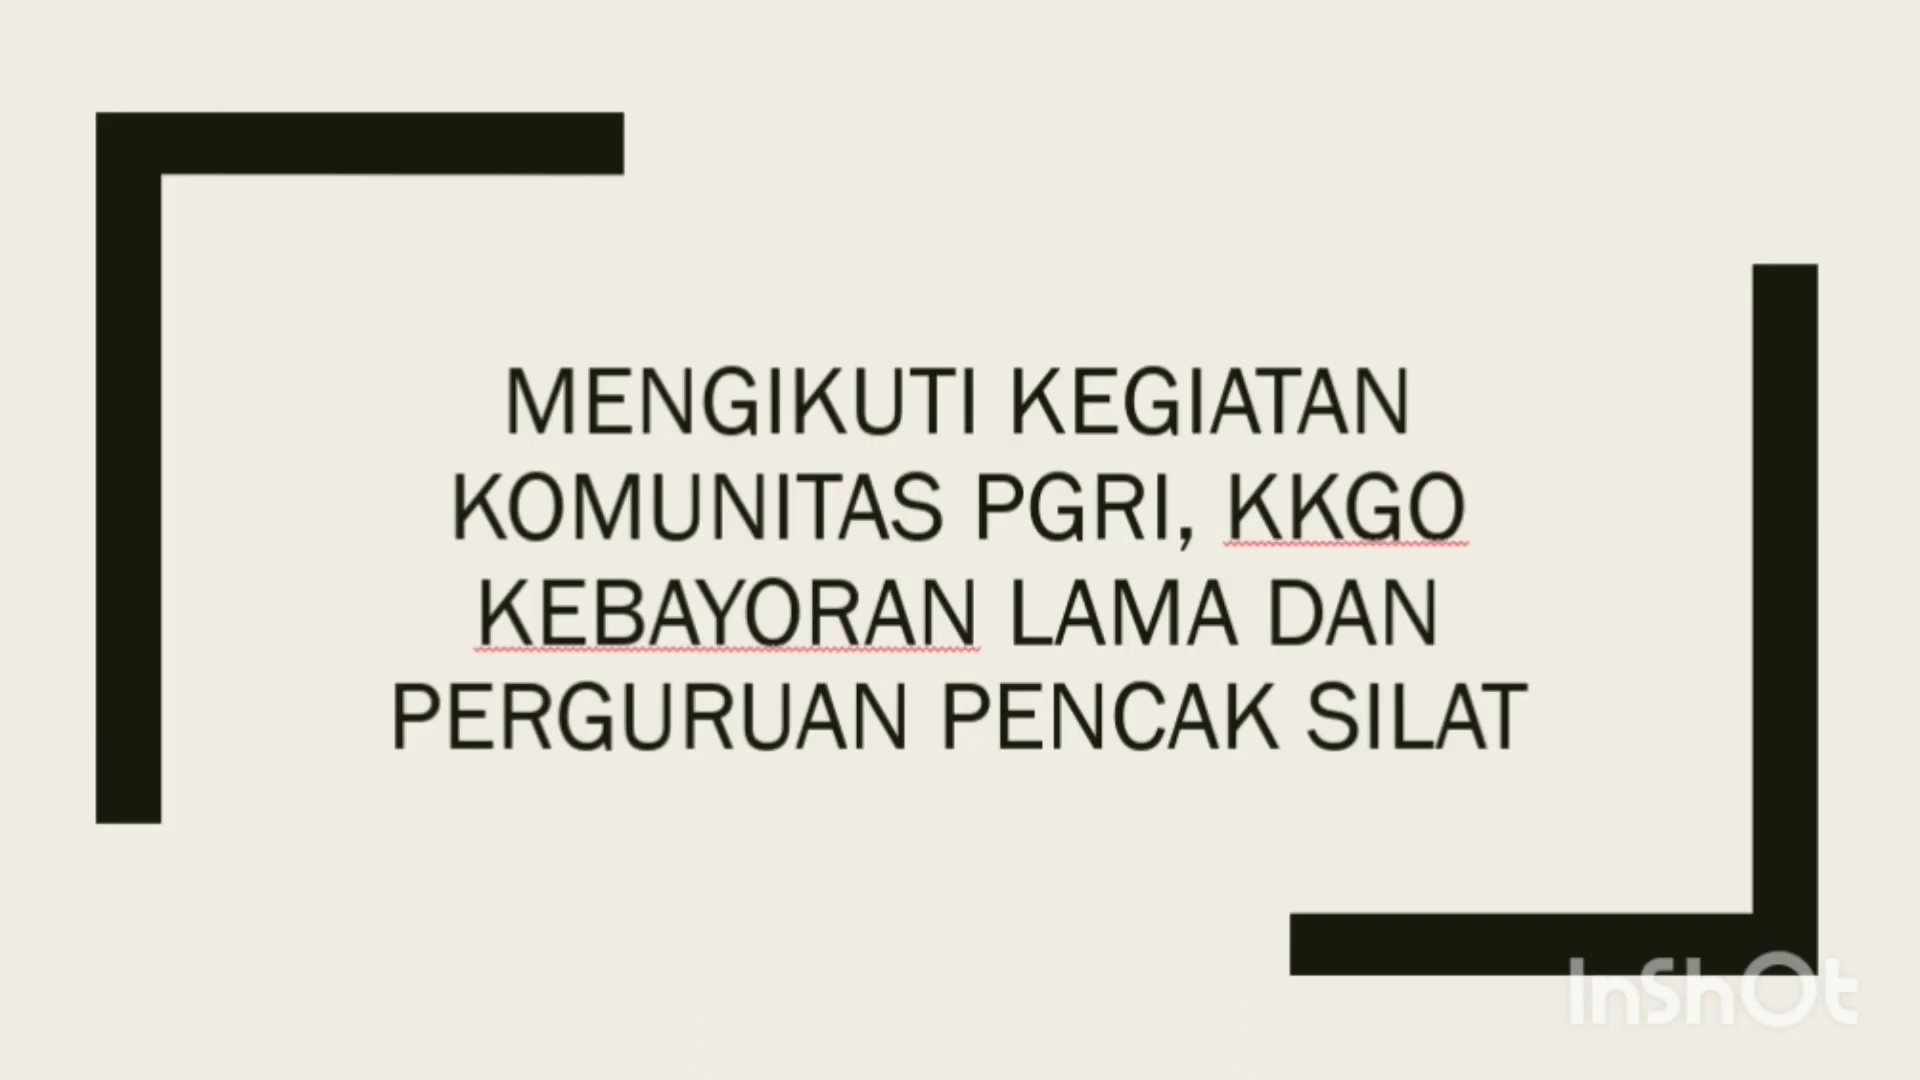 MENGIKUTI KEGIATAN
KOMUNITAS PGRI, KKGO
KEBAYORAN LAMA DAN
PERGURUAN PENCAK SILAT
InShOt